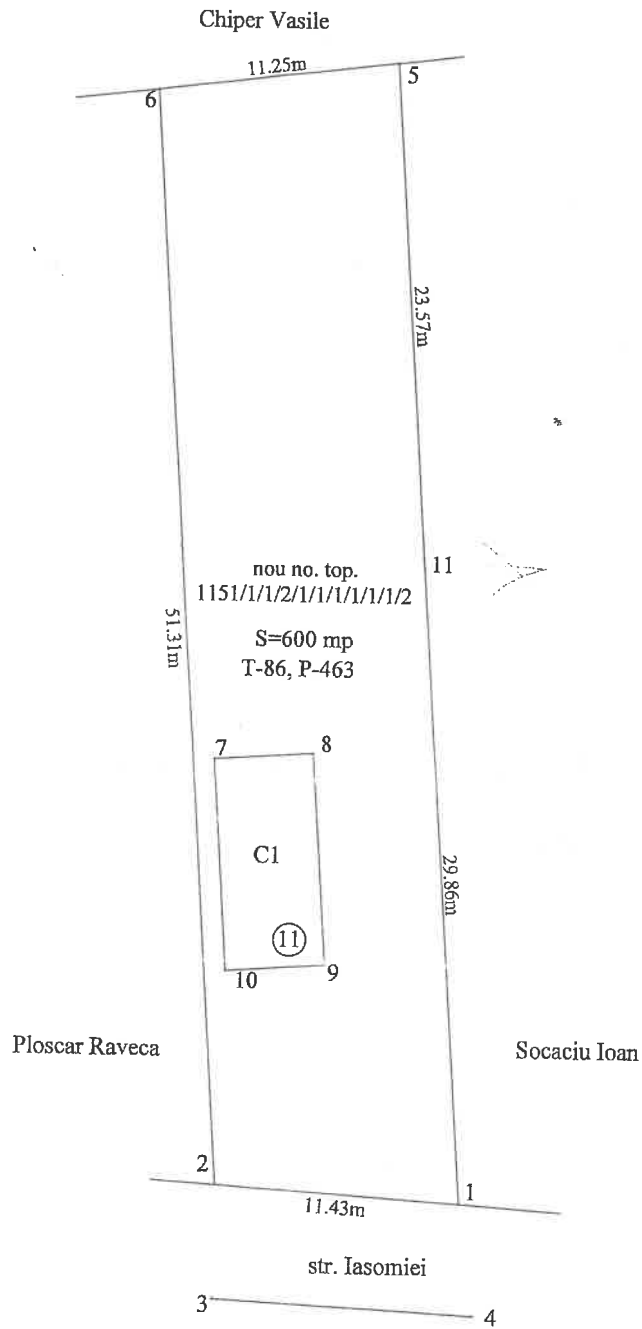 Chiper Vasile
11.25m
5
6
23.57m
11
nou no. top.
1151/1/1/2/1/1/1/1/1/1/2
S=600 mp
T-86, P-463
51.31m
7
8
C1
29.86m
11
10
9
Ploscar Raveca
Socaciu Ioan
2
1
11.43m
str. Iasomiei
3
4